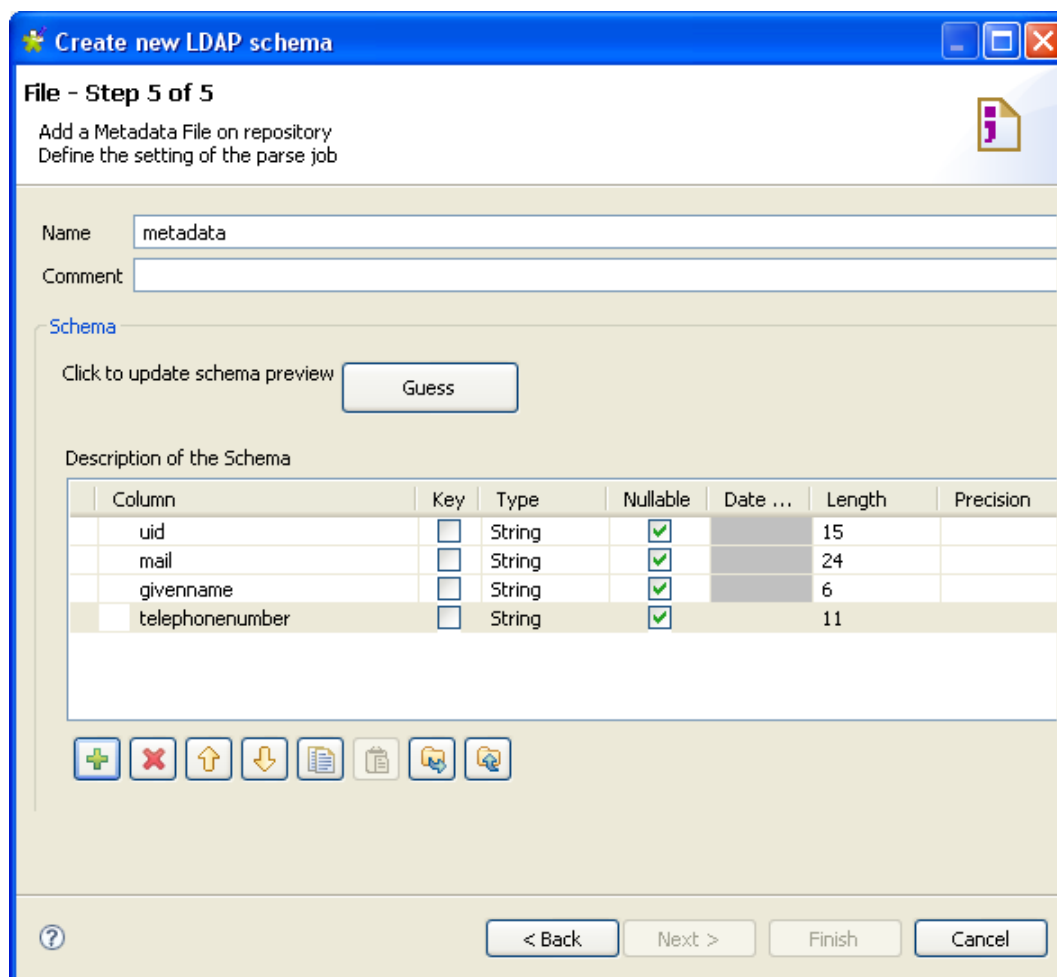 Create new LDAP schema
File - Step 5 of 5
Add a Metadata File on repository
Define the setting of the parse job
Name metadata
Comment
Schema
Click to update schema preview Guess
Description of the Schema
Column Key Type Nullable Date ... Length Precision
uid String 15
mail String 24
givenname String 6
telephonenumber String 11
< Back Next > Finish Cancel